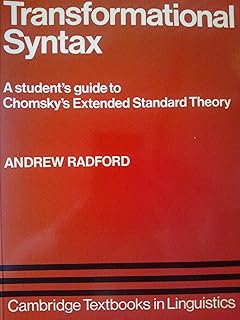 Transformational
Syntax
A student's guide to
Chomsky's Extended Standard Theory
ANDREW RADFORD
Cambridge Textbooks in Linguistics